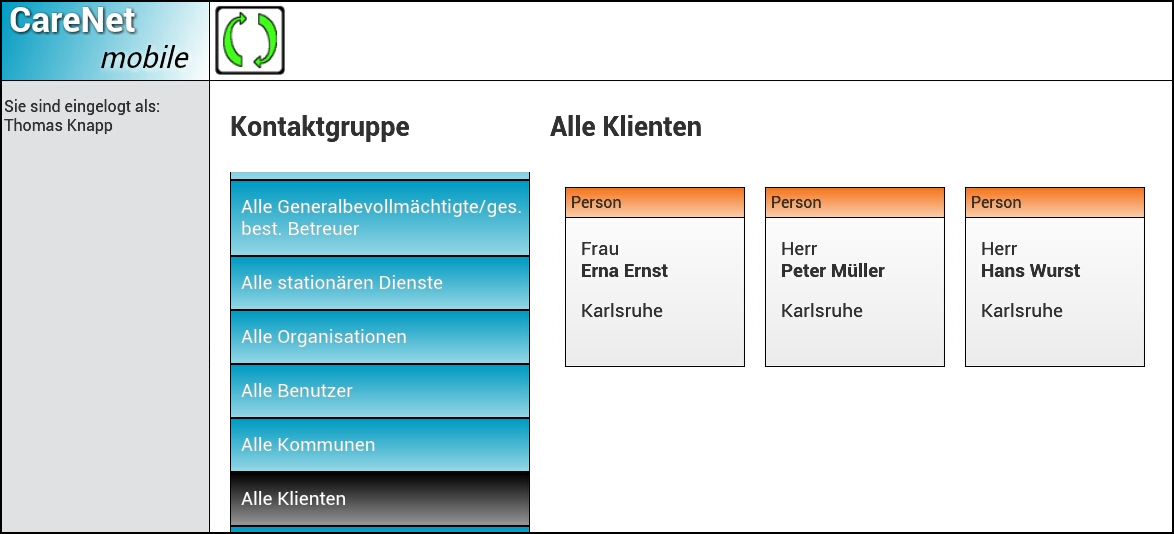 CareNet
mobile
Sie sind eingelogt als:
Thomas Knapp
Kontaktgruppe
Alle Generalbevollmächtigte/ges.
best. Betreuer
Alle stationären Dienste
Alle Organisationen
Alle Benutzer
Alle Kommunen
Alle Klienten
Alle Klienten
Person
Frau
Erna Ernst
Karlsruhe
Person
Herr
Peter Müller
Karlsruhe
Person
Herr
Hans Wurst
Karlsruhe